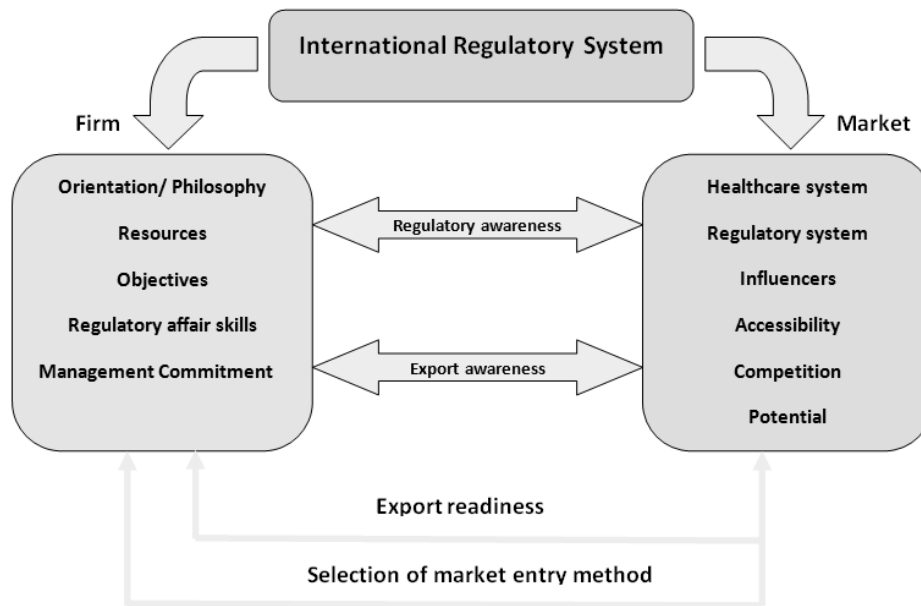 International Regulatory System
Firm
Market
Orientation/ Philosophy
Resources
Objectives
Regulatory affair skills
Management Commitment
Regulatory awareness
Export awareness
Healthcare system
Regulatory system
Influencers
Accessibility
Competition
Potential
Export readiness
Selection of market entry method